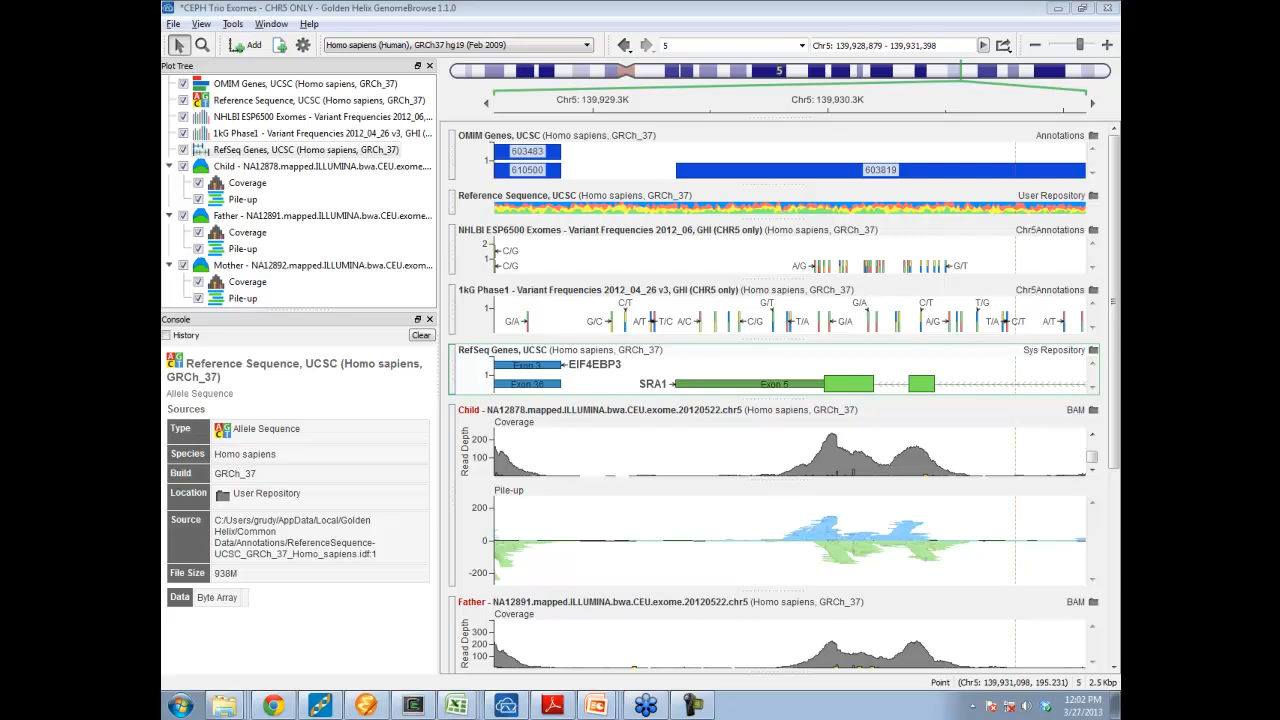 *CEPH Trio Exomes - CHR5 ONLY - Golden Helix GenomeBrowse 1.1.0
File View Tools Window Help
Add
Homo sapiens (Human), GRCh37 hg19 (Feb 2009)
5
Chr5: 139,928,879 - 139,931,398
Plot Tree
OMIM Genes, UCSC (Homo sapiens, GRCh_37)
Reference Sequence, UCSC (Homo sapiens, GRCh_37)
NHLBI ESP6500 Exomes - Variant Frequencies 2012_06,...
1kG Phase1 - Variant Frequencies 2012_04_26 v3, GHI (...
RefSeq Genes, UCSC (Homo sapiens, GRCh_37)
Child - NA12878.mapped.ILLUMINA.bwa.CEU.exome....
Coverage
Pile-up
Father - NA12891.mapped.ILLUMINA.bwa.CEU.exome...
Coverage
Pile-up
Mother - NA12892.mapped.ILLUMINA.bwa.CEU.exom...
Coverage
Pile-up
Console
History
Clear
Reference Sequence, UCSC (Homo sapiens, GRCh_37)
Allele Sequence
Sources
Type Allele Sequence
Species Homo sapiens
Build GRCh_37
Location User Repository
Source C:/Users/grudy/AppData/Local/Golden
Helix/Common
Data/Annotations/ReferenceSequence-
UCSC_GRCh_37_Homo_sapiens.idf:1
File Size 938M
Data Byte Array
5
Chr5: 139,929.3K Chr5: 139,930.3K
OMIM Genes, UCSC (Homo sapiens, GRCh_37) Annotations
603483
1
610500 603819
Reference Sequence, UCSC (Homo sapiens, GRCh_37) User Repository
NHLBI ESP6500 Exomes - Variant Frequencies 2012_06, GHI (CHR5 only) (Homo sapiens, GRCh_37) Chr5Annotations
2
C/G
1
C/G A/G G/T
1kG Phase1 - Variant Frequencies 2012_04_26 v3, GHI (CHR5 only) (Homo sapiens, GRCh_37) Chr5Annotations
C/T G/T G/A C/T T/G
1
G/A G/C A/T T/C A/C C/G T/A G/A A/G T/A C/T A/T
RefSeq Genes, UCSC (Homo sapiens, GRCh_37) Sys Repository
Exon 3 EIF4EBP3
1
Exon 36 SRA1 Exon 5
Child - NA12878.mapped.ILLUMINA.bwa.CEU.exome.20120522.chr5 (Homo sapiens, GRCh_37) BAM
Coverage
Read Depth
200
100
Pile-up
200
0
-200
Father - NA12891.mapped.ILLUMINA.bwa.CEU.exome.20120522.chr5 (Homo sapiens, GRCh_37) BAM
Coverage
Read Depth
300
200
100
Point (Chr5: 139,931,098, 195.231) 5 2.5 Kbp
12:02 PM
3/27/2013